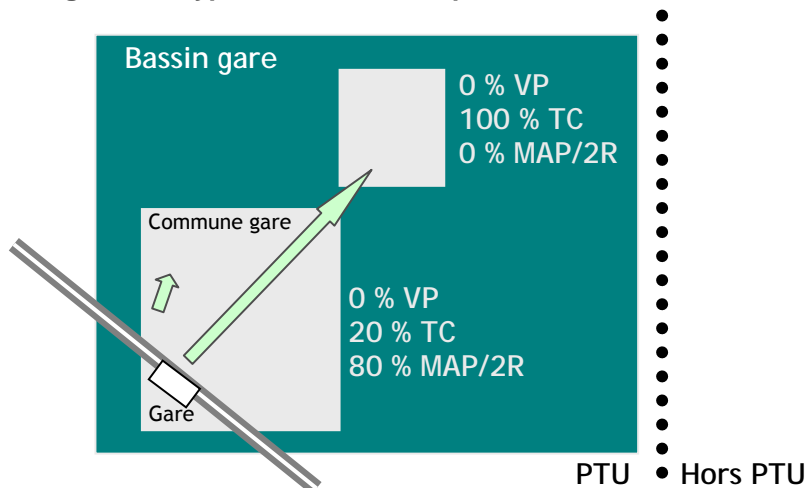 Bassin gare
0 % VP
100 % TC
0 % MAP/2R
Commune gare
0 % VP
20 % TC
80 % MAP/2R
Gare
PTU
Hors PTU